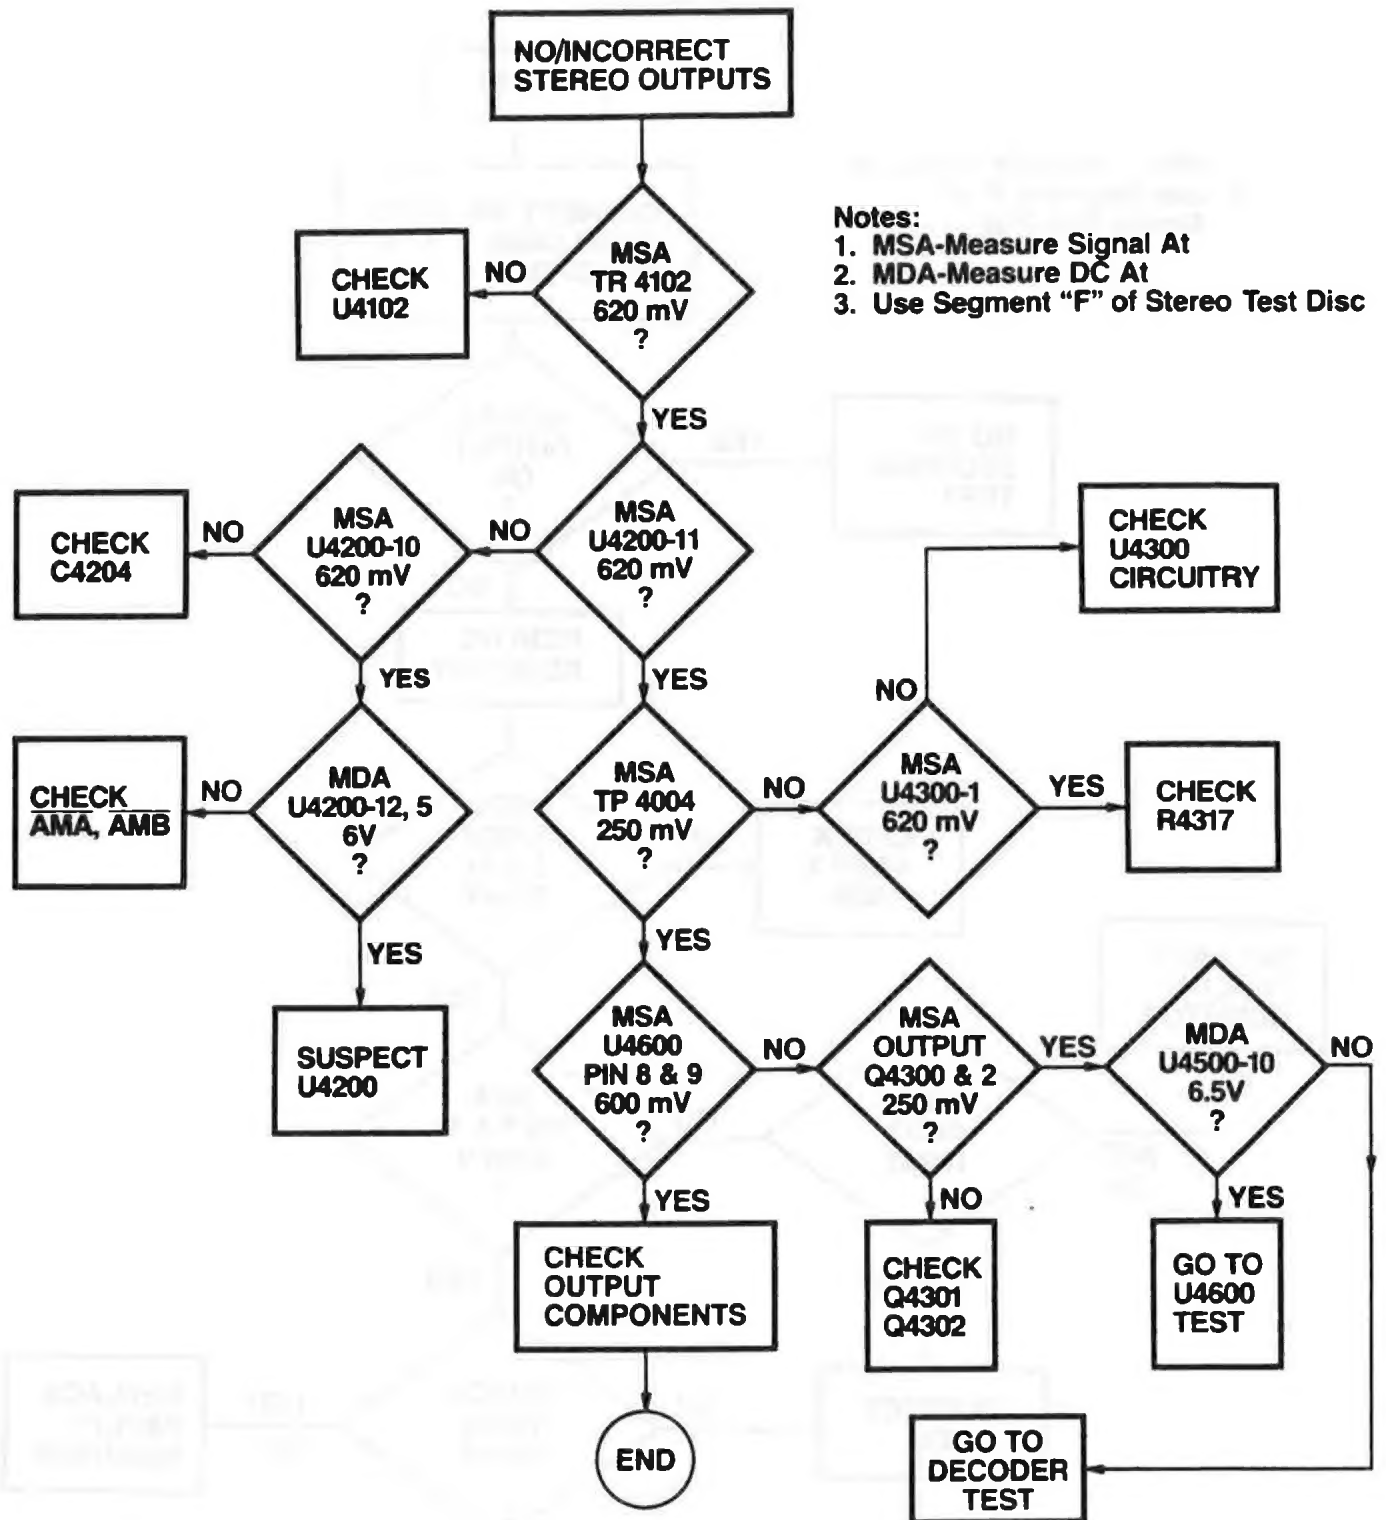 NO/INCORRECT
STEREO OUTPUTS
MSA
TR 4102
620 mV
?
NO
CHECK
U4102
Notes:
1. MSA-Measure Signal At
2. MDA-Measure DC At
3. Use Segment “F” of Stereo Test Disc
YES
MSA
U4200-11
620 mV
?
NO
MSA
U4200-10
620 mV
?
NO
CHECK
C4204
YES
MDA
U4200-12, 5
6V
?
NO
CHECK
AMA, AMB
YES
SUSPECT
U4200
YES
MSA
TP 4004
250 mV
?
NO
MSA
U4300-1
620 mV
?
NO
CHECK
U4300
CIRCUITRY
YES
CHECK
R4317
YES
MSA
U4600
PIN 8 & 9
600 mV
?
NO
MSA
OUTPUT
Q4300 & 2
250 mV
?
YES
MDA
U4500-10
6.5V
?
NO
YES
CHECK
OUTPUT
COMPONENTS
NO
CHECK
Q4301
Q4302
YES
GO TO
U4600
TEST
END
GO TO
DECODER
TEST